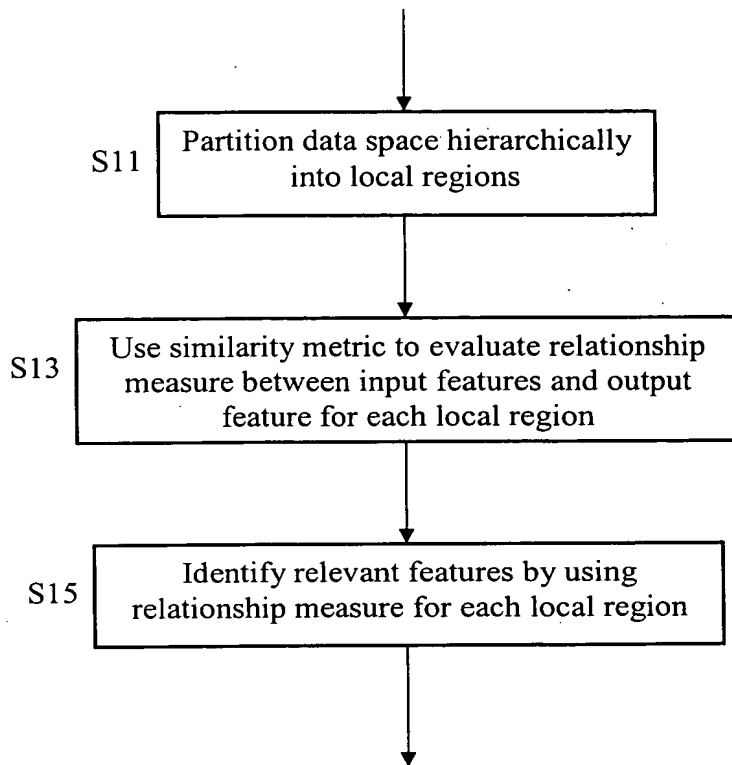 S11
Partition data space hierarchically
into local regions
S13
Use similarity metric to evaluate relationship
measure between input features and output
feature for each local region
S15
Identify relevant features by using
relationship measure for each local region